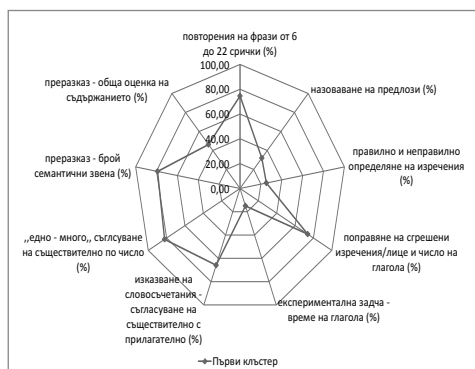 повторения на фрази от 6
до 22 срички (%)
100,00
80,00
60,00
40,00
20,00
0,00
назоваване на предлози (%)
правилно и неправилно
определяне на изречения
(%)
поправяне на сгрешени
изречения/лице и число на
глагола (%)
експериментална задча -
време на глагола (%)
изказване на
словосъчетания -
съгласуване на
съществително с
прилагателно (%)
„едно - много„ съглсуване
на съществително по число
(%)
преразказ - брой
семантични звена (%)
преразказ - обща оценка на
съдържанието (%)
Първи клъстер